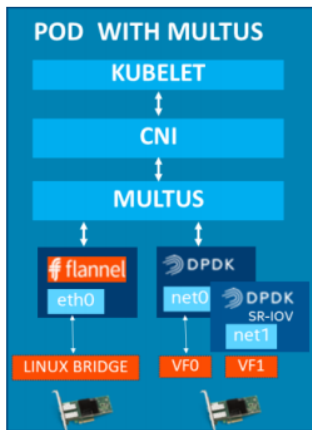 POD WITH MULTUS
KUBELET
CNI
MULTUS
flannel
DPDK
eth0
net0
DPDK
SR-IOV
net1
LINUX BRIDGE
VF0
VF1